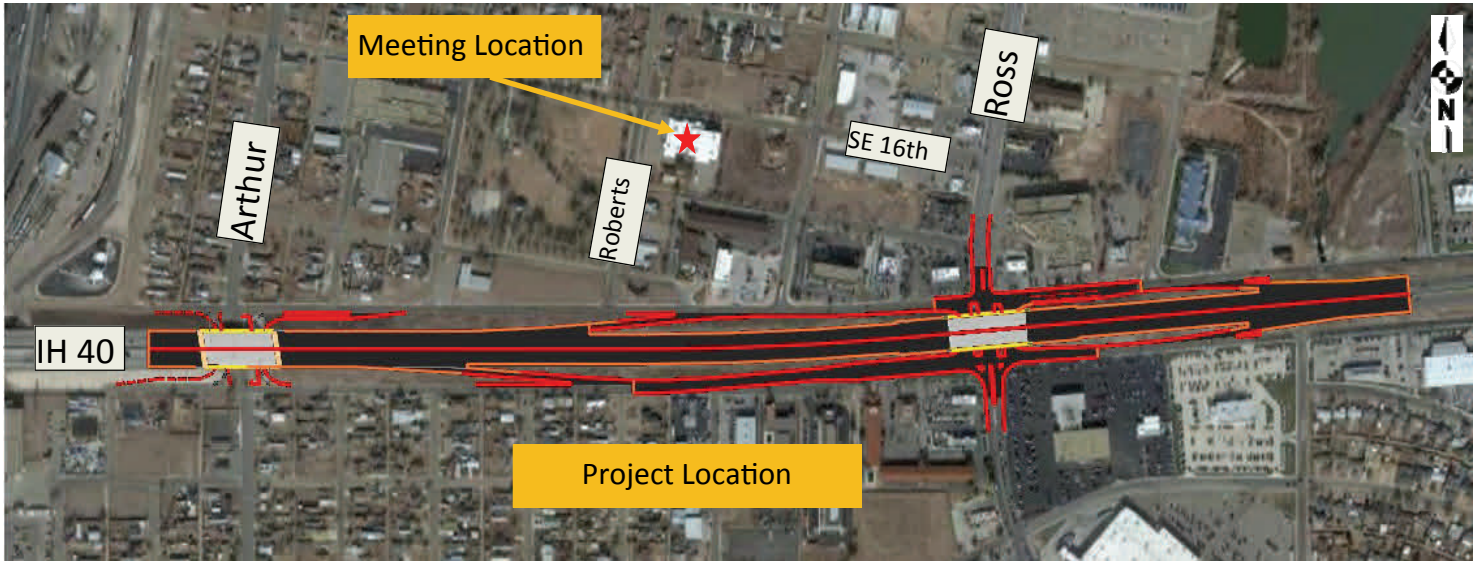 Meeting Location
Ross
N
SE 16th
Arthur
Roberts
IH 40
Project Location